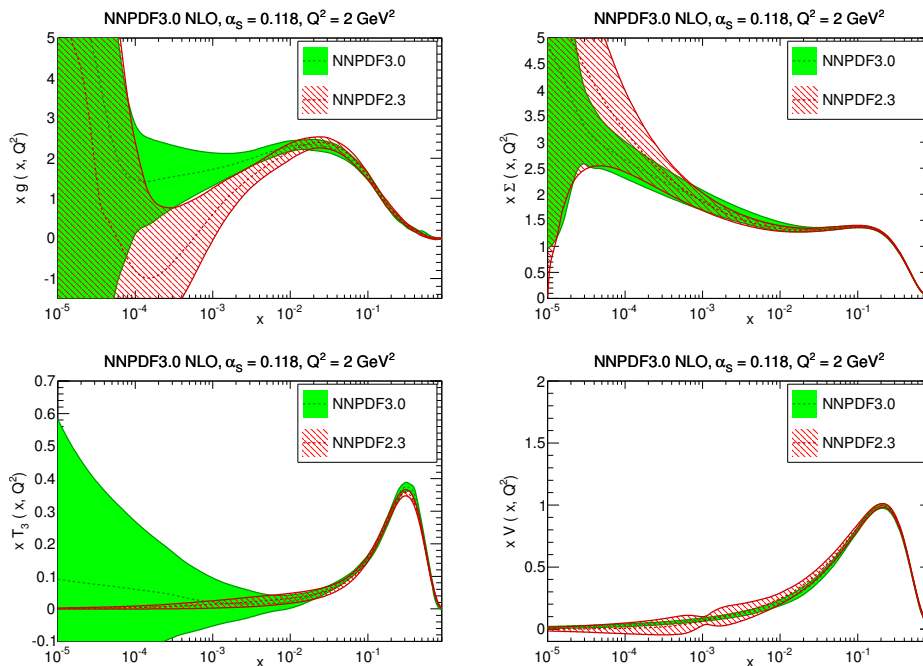 NNPDF3.0 NLO, α_S = 0.118, Q² = 2 GeV²
x g ( x, Q²)
5
4
3
2
1
0
-1
NNPDF3.0
NNPDF2.3
10⁻⁵ 10⁻⁴ 10⁻³ 10⁻² 10⁻¹
x
NNPDF3.0 NLO, α_S = 0.118, Q² = 2 GeV²
x Σ ( x, Q²)
5
4.5
4
3.5
3
2.5
2
1.5
1
0.5
0
NNPDF3.0
NNPDF2.3
10⁻⁵ 10⁻⁴ 10⁻³ 10⁻² 10⁻¹
x
NNPDF3.0 NLO, α_S = 0.118, Q² = 2 GeV²
x T₃ ( x, Q²)
0.7
0.6
0.5
0.4
0.3
0.2
0.1
0
-0.1
NNPDF3.0
NNPDF2.3
10⁻⁵ 10⁻⁴ 10⁻³ 10⁻² 10⁻¹
x
NNPDF3.0 NLO, α_S = 0.118, Q² = 2 GeV²
x V ( x, Q²)
2
1.5
1
0.5
0
NNPDF3.0
NNPDF2.3
10⁻⁵ 10⁻⁴ 10⁻³ 10⁻² 10⁻¹
x